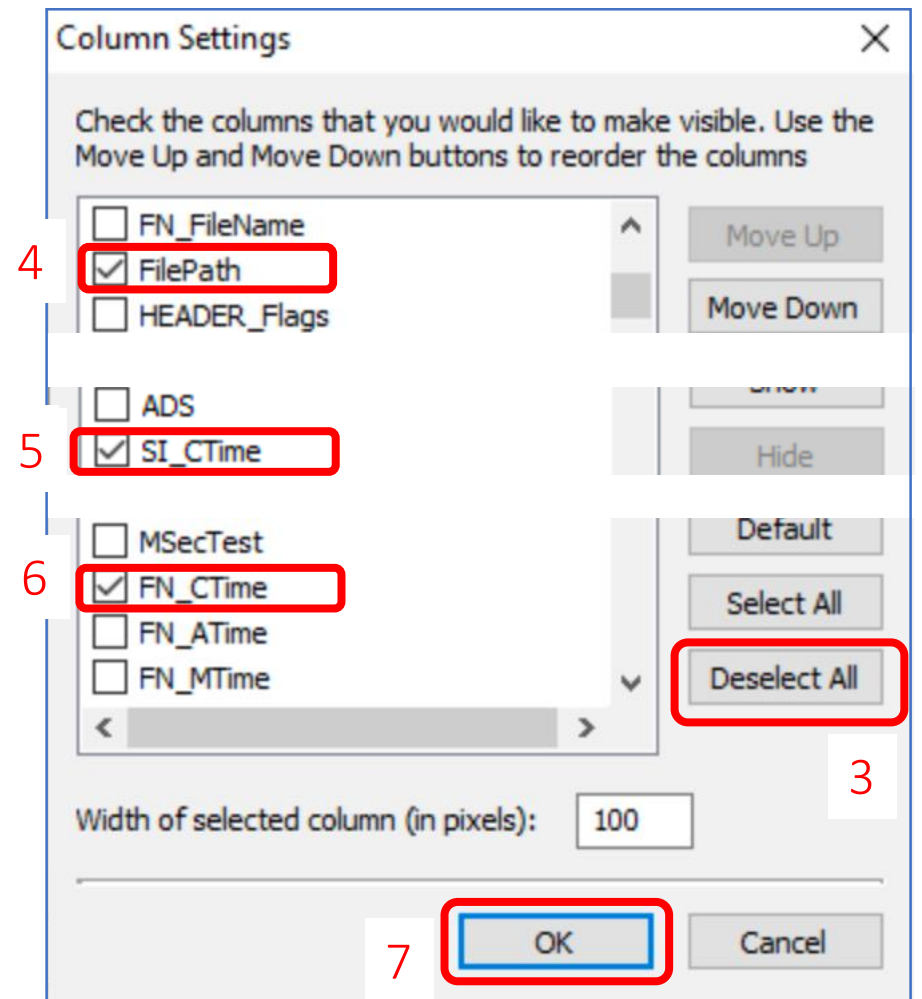 Column Settings
Check the columns that you would like to make visible. Use the
Move Up and Move Down buttons to reorder the columns
FN_FileName
Move Up
4
FilePath
HEADER_Flags
Move Down
ADS
5
SI_CTime
Hide
MSecTest
Default
6
FN_CTime
Select All
FN_ATime
FN_MTime
Deselect All
3
Width of selected column (in pixels):
100
7
OK
Cancel